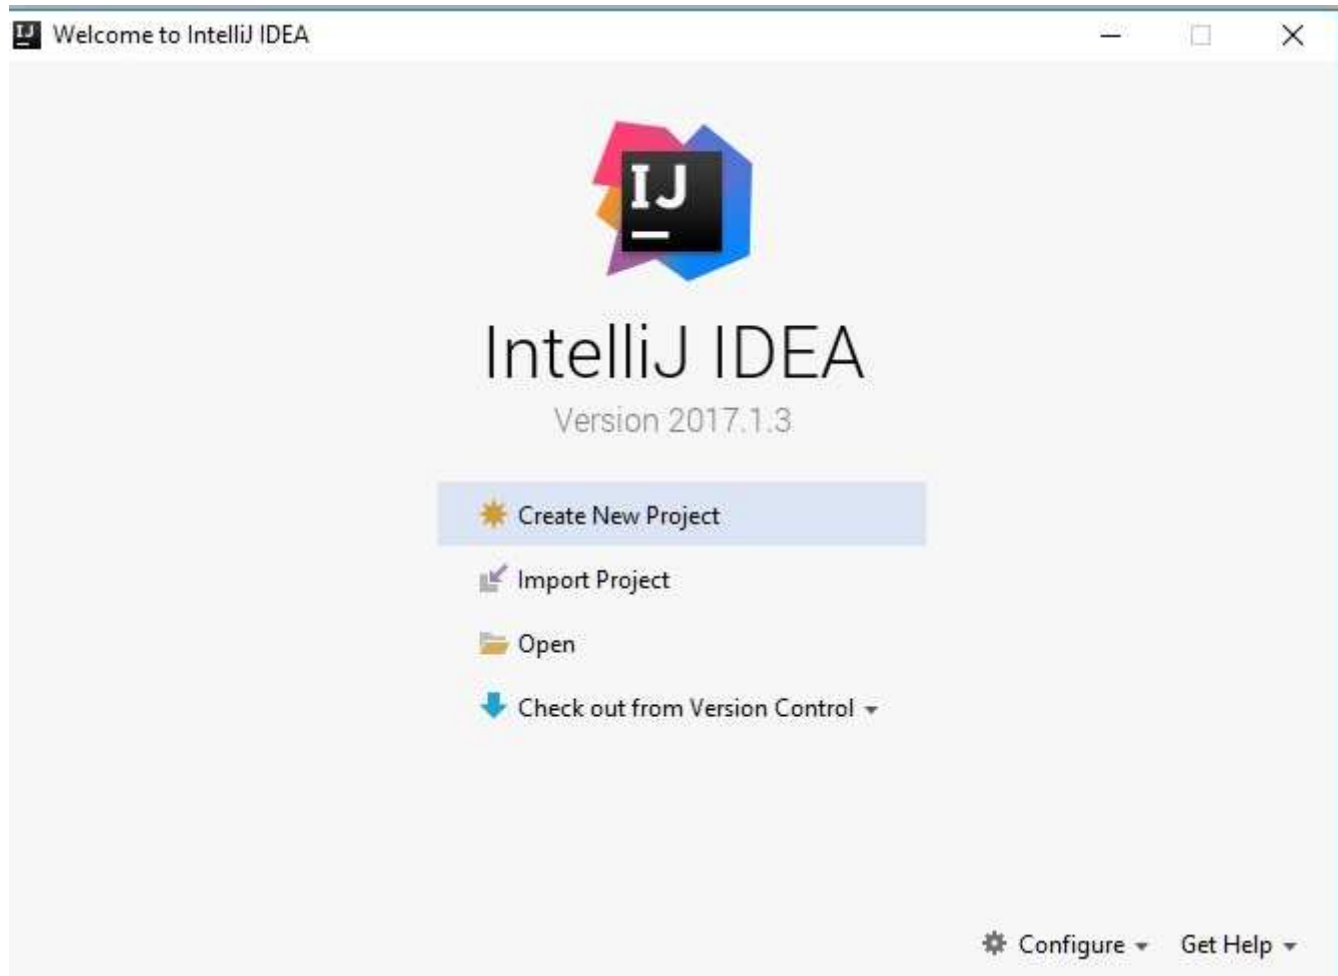 Welcome to IntelliJ IDEA
IJ
IntelliJ IDEA
Version 2017.1.3
Create New Project
Import Project
Open
Check out from Version Control
Configure Get Help